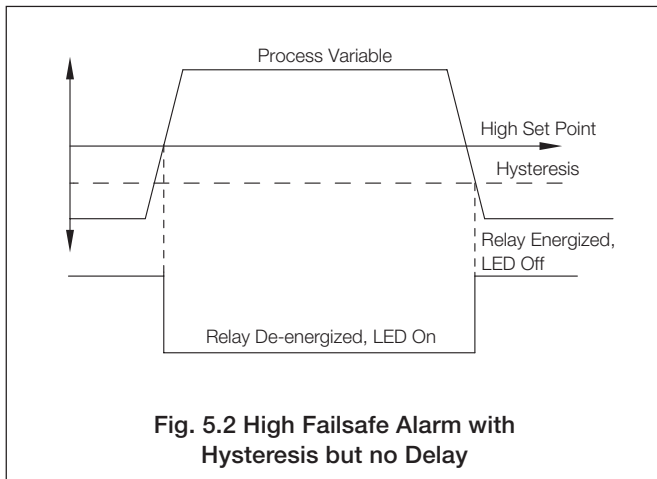 Process Variable
High Set Point
Hysteresis
Relay Energized,
LED Off
Relay De-energized, LED On
Fig. 5.2 High Failsafe Alarm with
Hysteresis but no Delay